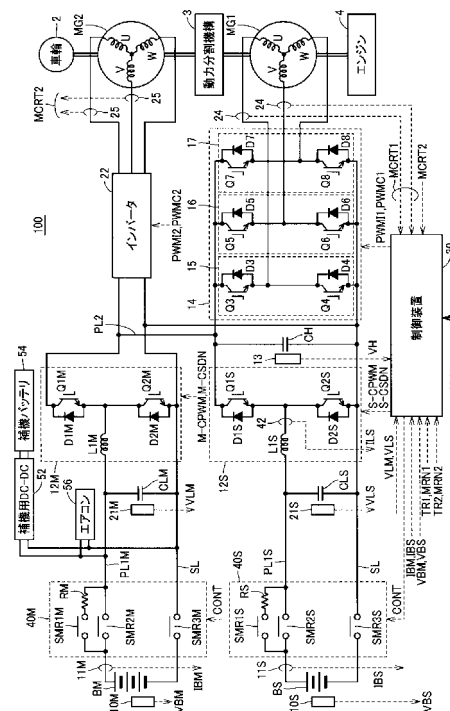 100
車輪
2
MG2
U
V
W
動力分割機構
3
MG1
U
V
W
エンジン
4
MCRT2
25
25
24
24
インバータ
22
PWMI2,PWMC2
PL2
14
15
16
17
Q3
D3
Q4
D4
Q5
D5
Q6
D6
Q7
D7
Q8
D8
MCRT1
PWMI1,PWMC1
MCRT2
制御装置
補機バッテリ
54
補機用DC-DC
52
エアコン
56
12M
Q1M
D1M
Q2M
D2M
L1M
CLM
21M
VLM
M-CPWM,M-CSDN
PL1M
SL
CH
13
VH
12S
Q1S
D1S
Q2S
D2S
L1S
42
ILS
CLS
21S
VLS
S-CPWM
S-CSDN
PL1S
VLM,VLS
IBM,IBS
VBM,VBS
TR1,MRN1
TR2,MRN2
40M
SMR1M
RM
SMR2M
SMR3M
CONT
11M
BM
10M
IBM
VBM
40S
SMR1S
RS
SMR2S
SMR3S
CONT
11S
BS
10S
IBS
VBS